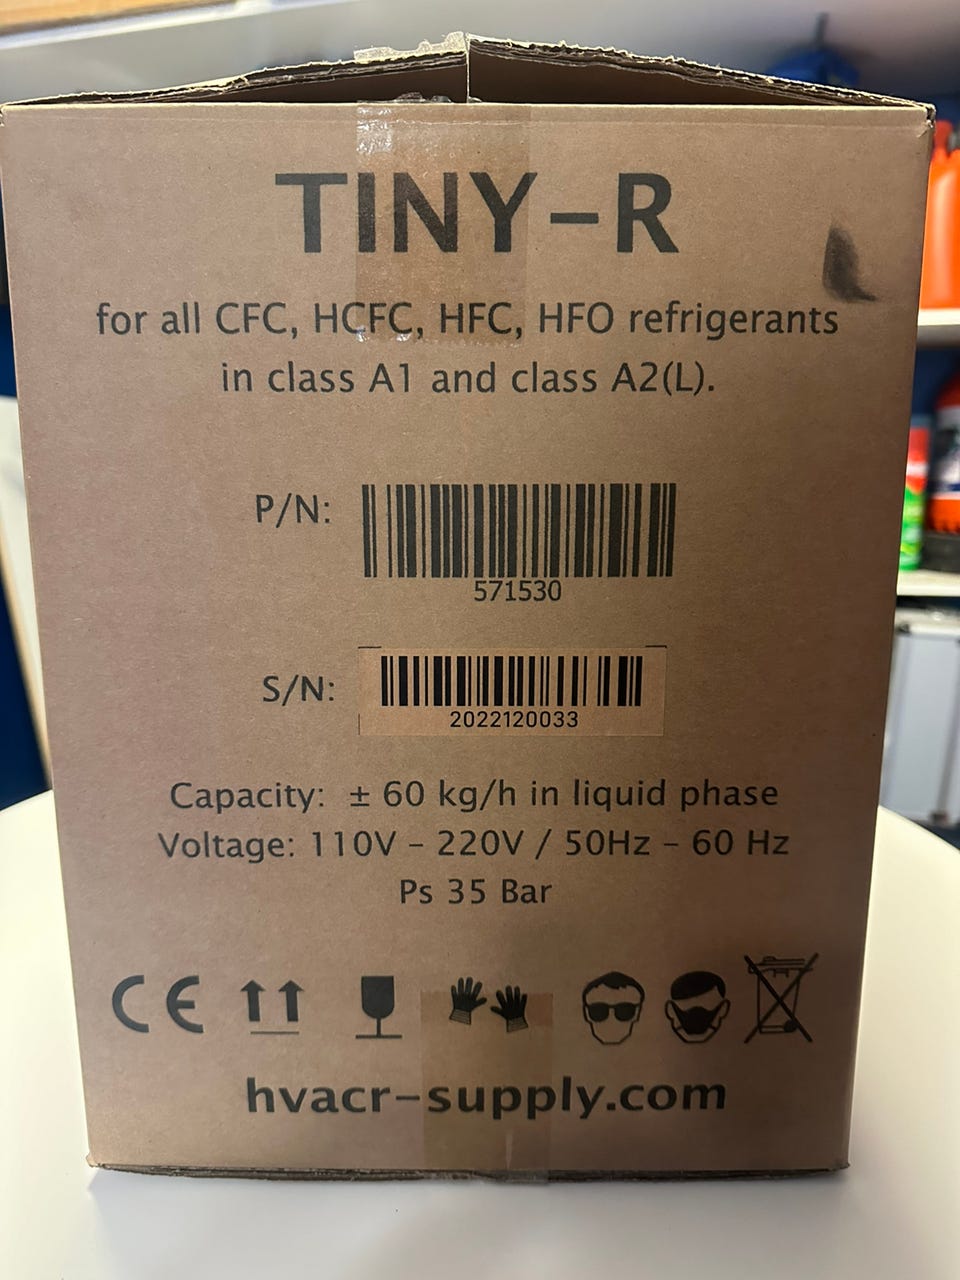 TINY-R
for all CFC, HCFC, HFC, HFO refrigerants
in class A1 and class A2(L).
P/N:
571530
S/N:
2022120033
Capacity: ± 60 kg/h in liquid phase
Voltage: 110V - 220V / 50Hz - 60 Hz
Ps 35 Bar
CE
hvacr-supply.com